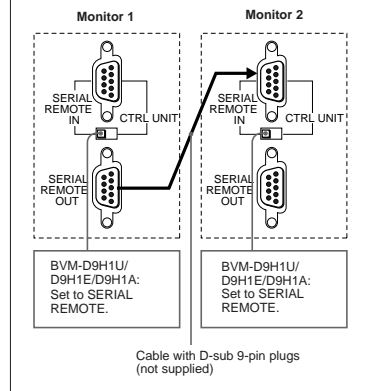 Monitor 1
Monitor 2
SERIAL
REMOTE
IN
CTRL UNIT
SERIAL
REMOTE
IN
CTRL UNIT
SERIAL
REMOTE
OUT
SERIAL
REMOTE
OUT
BVM-D9H1U/
D9H1E/D9H1A:
Set to SERIAL
REMOTE.
BVM-D9H1U/
D9H1E/D9H1A:
Set to SERIAL
REMOTE.
Cable with D-sub 9-pin plugs
(not supplied)